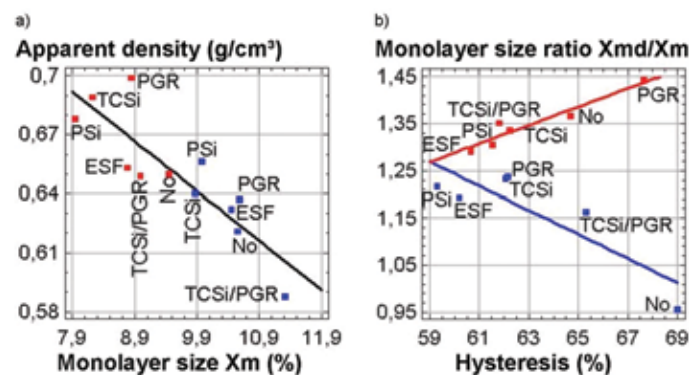 a)
Apparent density (g/cm³)
0,7
0,67
0,64
0,61
0,58
PGR
TCSi
PSi
ESF
TCSi/PGR
No
PSi
TCSi
PGR
ESF
No
TCSi/PGR
7,9 8,9 9,9 10,9 11,9
Monolayer size Xm (%)
b)
Monolayer size ratio Xmd/Xm
1,45
1,35
1,25
1,15
1,05
0,95
PGR
TCSi/PGR
No
PSi
TCSi
ESF
PGR
TCSi
PSi
ESF
TCSi/PGR
No
59 61 63 65 67 69
Hysteresis (%)